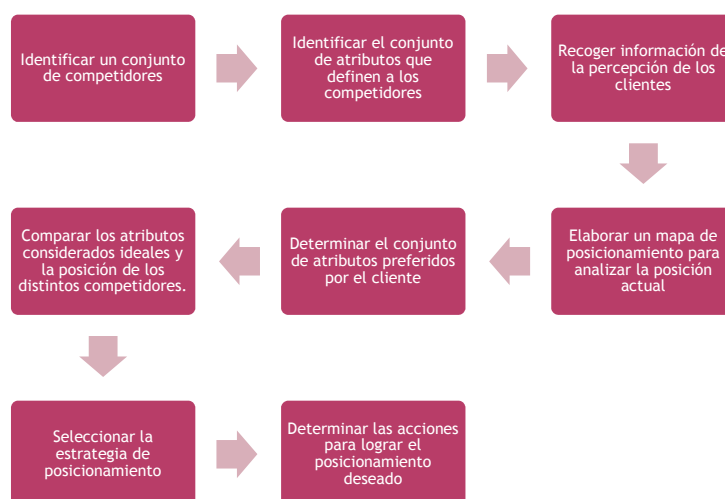 Identificar un conjunto
de competidores
Identificar el conjunto
de atributos que
definen a los
competidores
Recoger información de
la percepción de los
clientes
Elaborar un mapa de
posicionamiento para
analizar la posición
actual
Determinar el conjunto
de atributos preferidos
por el cliente
Comparar los atributos
considerados ideales y
la posición de los
distintos competidores.
Seleccionar la
estrategia de
posicionamiento
Determinar las acciones
para lograr el
posicionamiento
deseado